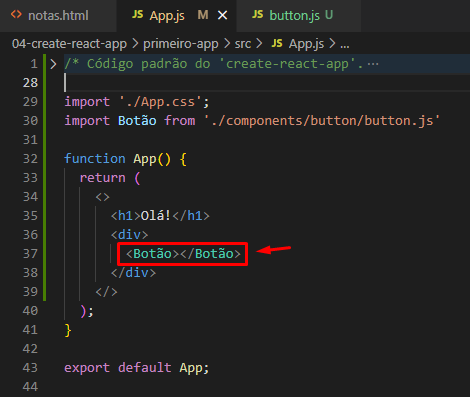 notas.html JS App.js M × JS button.js U
04-create-react-app > primeiro-app > src > JS App.js > ...
1 > /* Código padrão do 'create-react-app'. ...
28
29 import './App.css';
30 import Botão from './components/button/button.js'
31
32 function App() {
33 return (
34 <>
35 <h1>Olá!</h1>
36 <div>
37 <Botão></Botão>
38 </div>
39 </>
40 );
41 }
42
43 export default App;
44